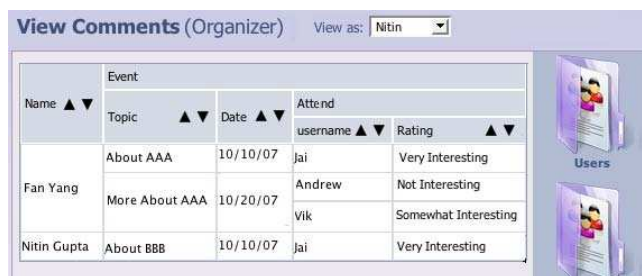 View Comments (Organizer) View as: Nitin
Event
Name ▲ ▼ Topic ▲ ▼ Date ▲ ▼ Attend
username ▲ ▼ Rating ▲ ▼
About AAA 10/10/07 Jai Very Interesting
Fan Yang More About AAA 10/20/07 Andrew Not Interesting
Vik Somewhat Interesting
Nitin Gupta About BBB 10/10/07 Jai Very Interesting
Users